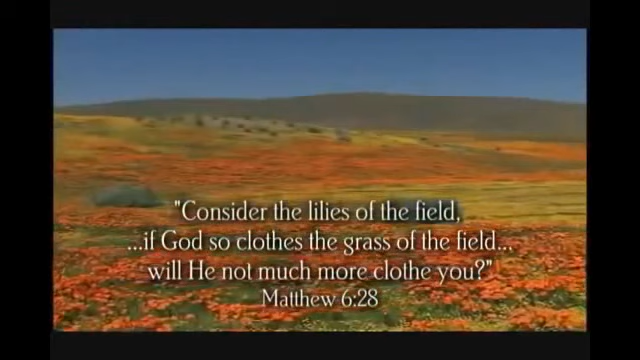 "Consider the lilies of the field,
...if God so clothes the grass of the field...
will He not much more clothe you?"
Matthew 6:28